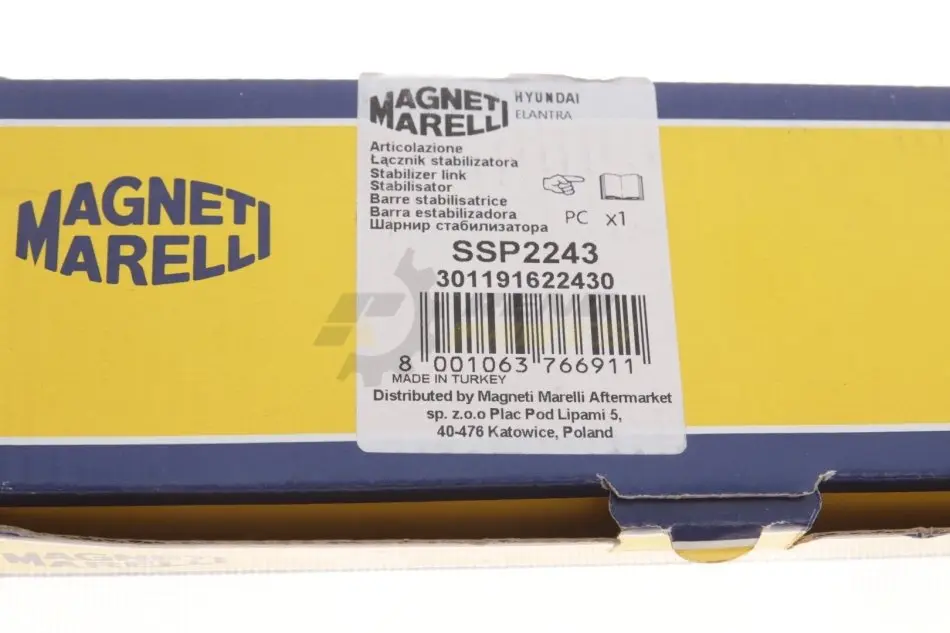 MAGNETI
MARELLI
MAGNETI
MARELLI
HYUNDAI
ELANTRA
Articolazione
Łącznik stabilizatora
Stabilizer link
Stabilisator
Barre stabilisatrice
Barra estabilizadora
Шарнир стабилизатора
PC x1
SSP2243
301191622430
8 001063 766911
MADE IN TURKEY
Distributed by Magneti Marelli Aftermarket
sp. z.o.o Plac Pod Lipami 5,
40-476 Katowice, Poland
MAGNETI
MARELLI